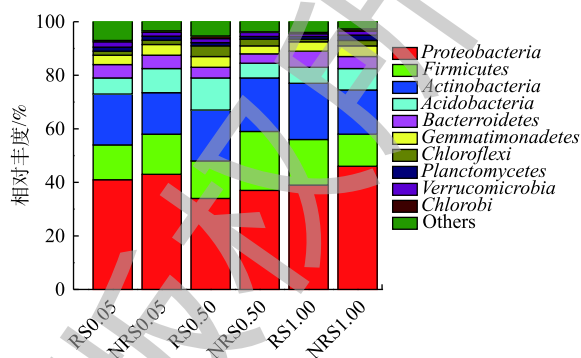 相对丰度/%
100
80
60
40
20
0
RS0.05
NRS0.05
RS0.50
NRS0.50
RS1.00
NRS1.00
Proteobacteria
Firmicutes
Actinobacteria
Acidobacteria
Bacterroidetes
Gemmatimonadetes
Chloroflexi
Planctomycetes
Verrucomicrobia
Chlorobi
Others